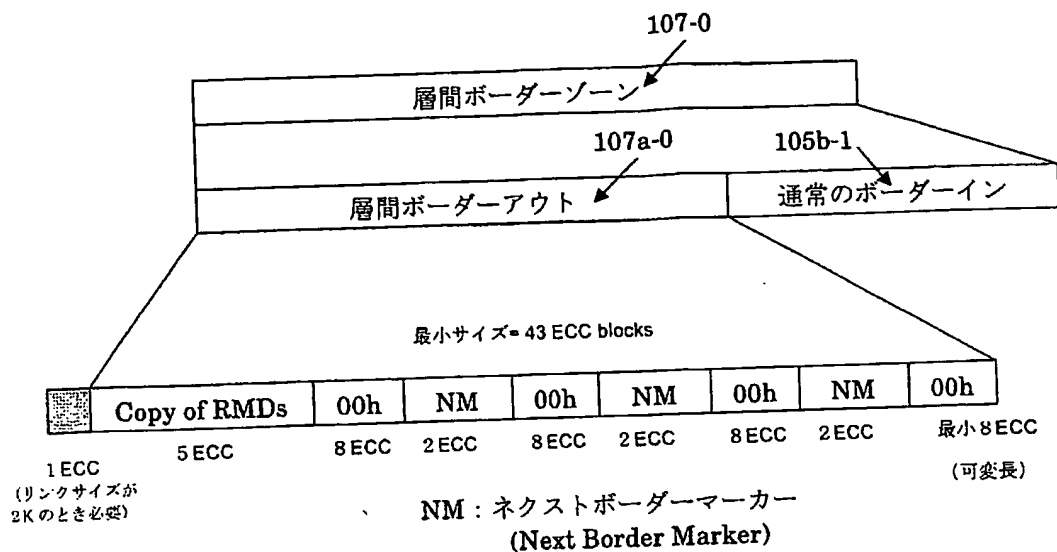 107-0
層間ボーダーゾーン
107a-0
105b-1
層間ボーダーアウト
通常のボーダーイン
最小サイズ= 43 ECC blocks
Copy of RMDs
00h
NM
00h
NM
00h
NM
00h
1 ECC
5 ECC
8 ECC
2 ECC
8 ECC
2 ECC
8 ECC
2 ECC
最小 8 ECC
(リンクサイズが
2K のとき必要)
(可変長)
NM : ネクストボーダーマーカー
(Next Border Marker)